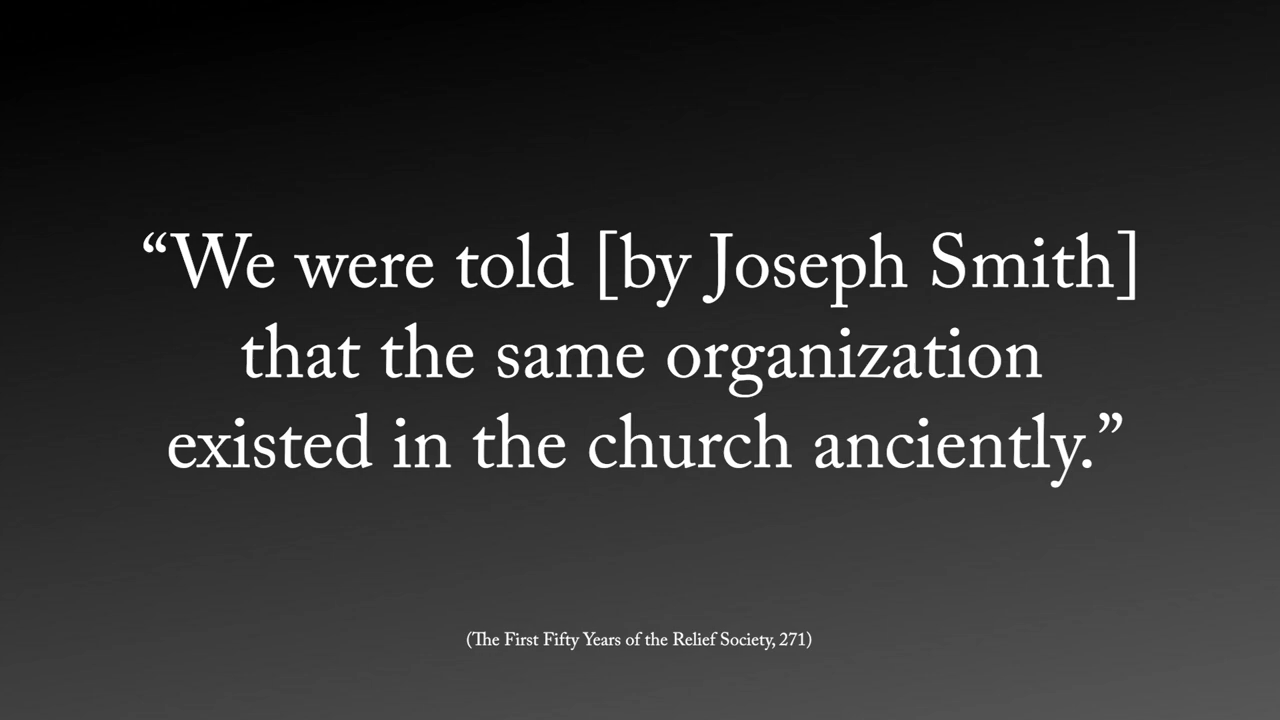 “We were told [by Joseph Smith]
that the same organization
existed in the church anciently.”
(The First Fifty Years of the Relief Society, 271)